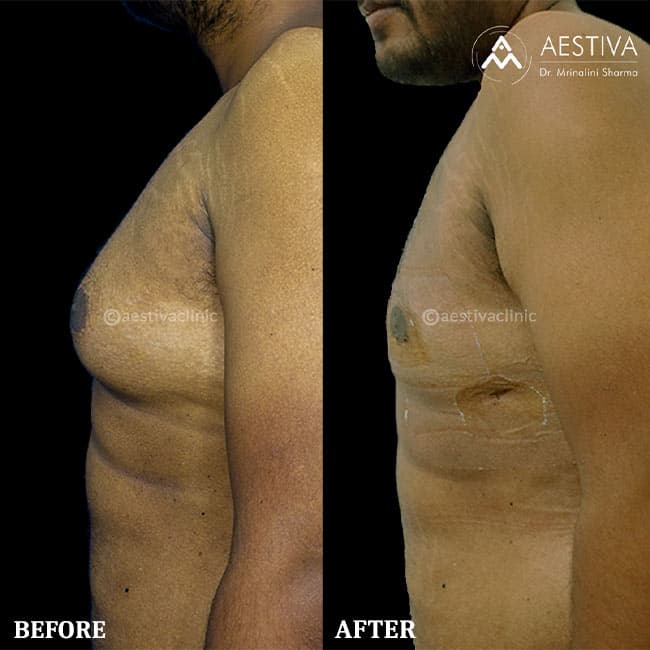 AESTIVA
Dr. Mrinalini Sharma
©aestivaclinic
©aestivaclinic
BEFORE
AFTER